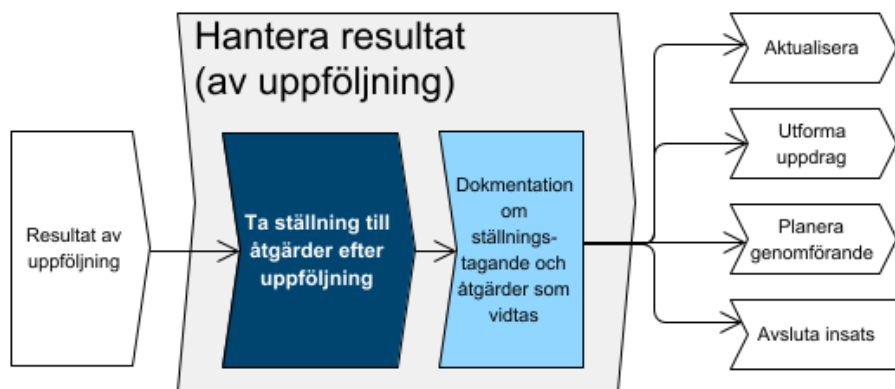 Hantera resultat
(av uppföljning)
Resultat av
uppföljning
Ta ställning till
åtgärder efter
uppföljning
Dokmentation
om
ställnings-
tagande och
åtgärder som
vidtas
Aktualisera
Utforma
uppdrag
Planera
genomförande
Avsluta insats